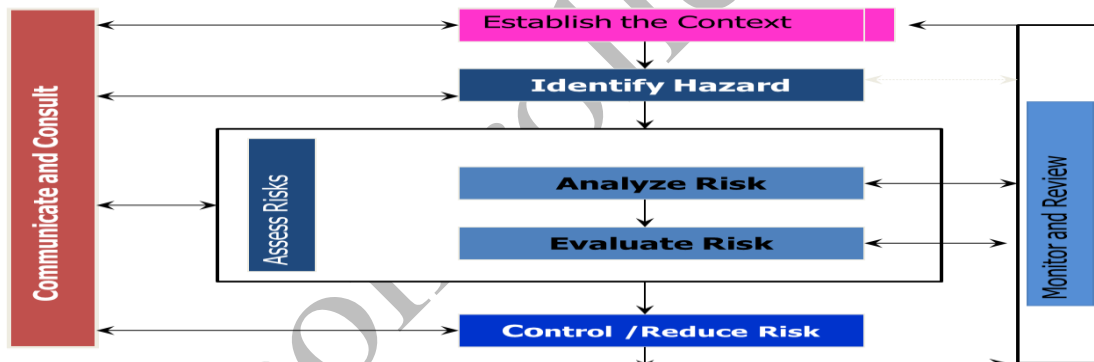 Establish the Context
Identify Hazard
Communicate and Consult
Assess Risks
Analyze Risk
Evaluate Risk
Monitor and Review
Control /Reduce Risk